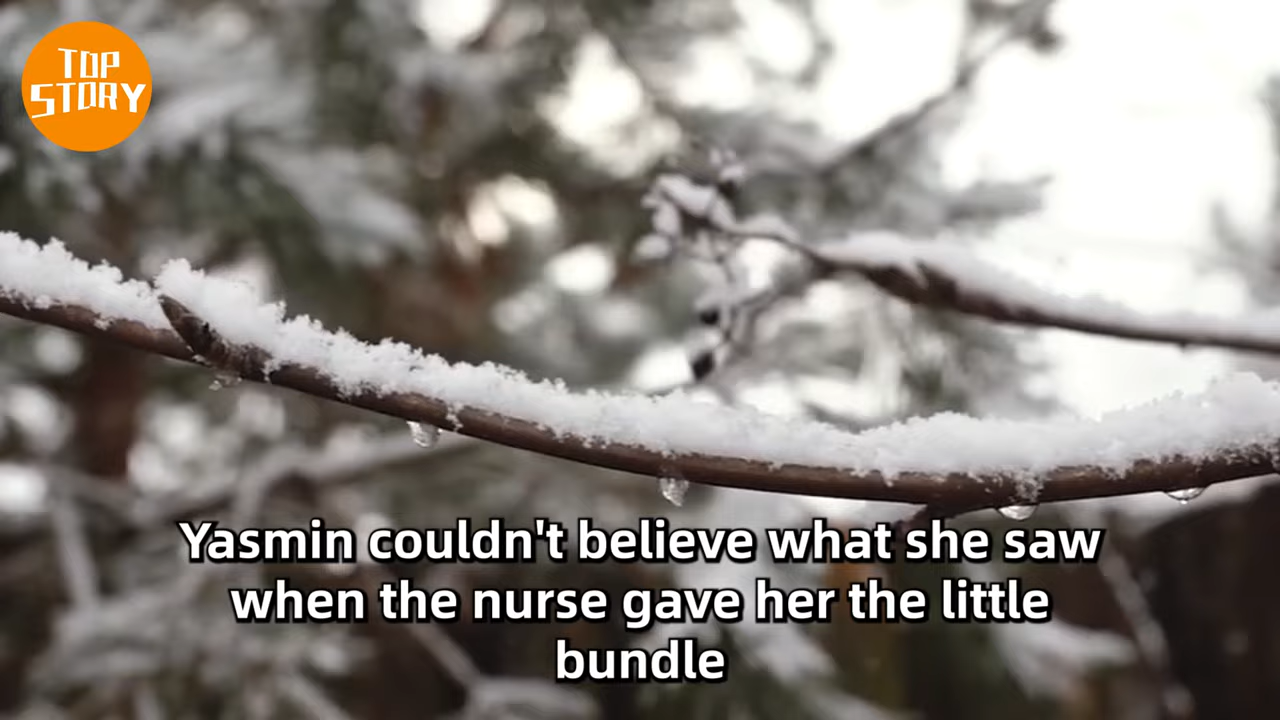 TOP
STORY
Yasmin couldn't believe what she saw
when the nurse gave her the little
bundle